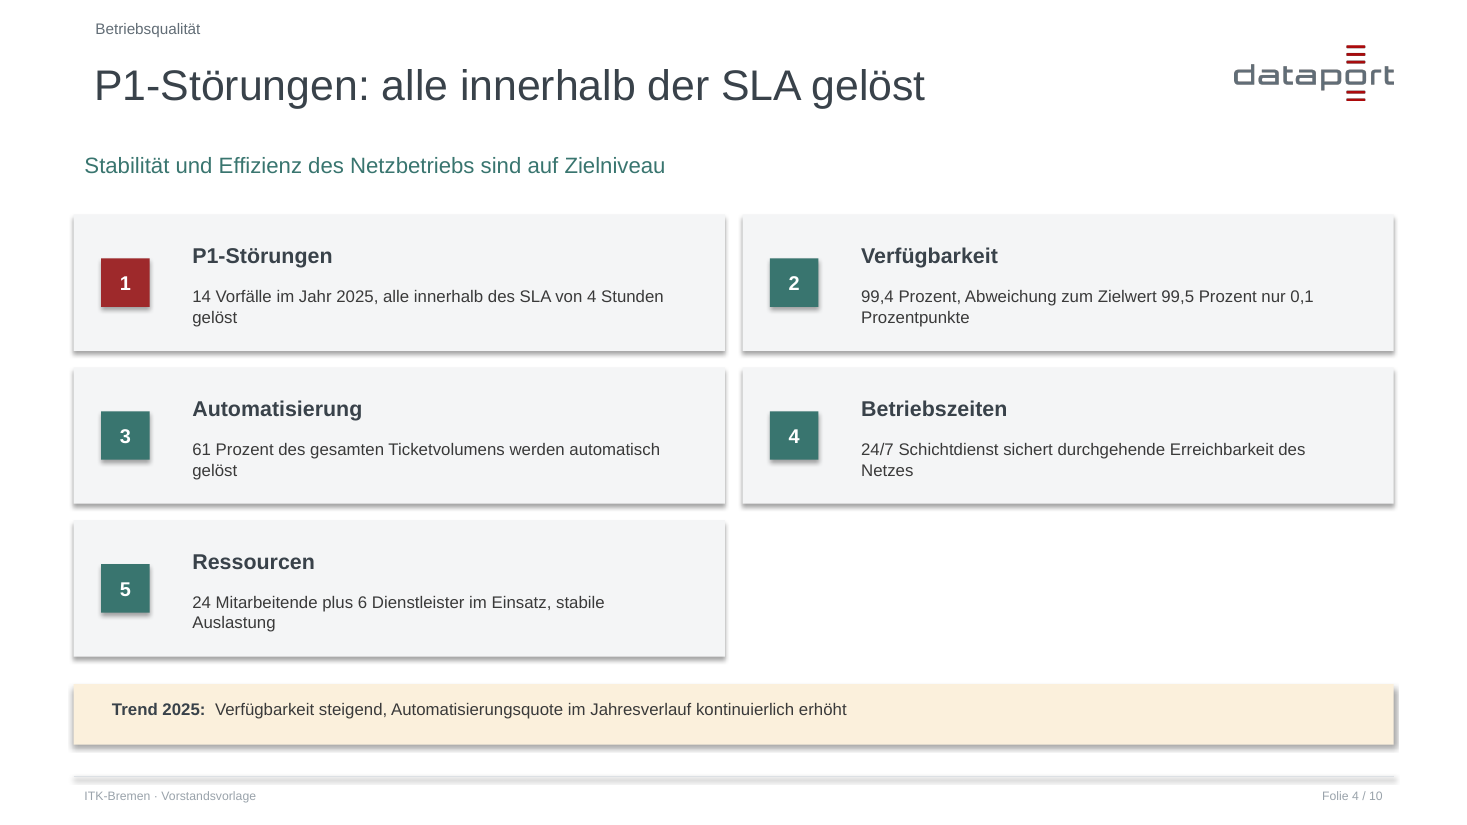 Betriebsqualität
P1-Störungen: alle innerhalb der SLA gelöst
dataport
Stabilität und Effizienz des Netzbetriebs sind auf Zielniveau
1
P1-Störungen
14 Vorfälle im Jahr 2025, alle innerhalb des SLA von 4 Stunden
gelöst
2
Verfügbarkeit
99,4 Prozent, Abweichung zum Zielwert 99,5 Prozent nur 0,1
Prozentpunkte
3
Automatisierung
61 Prozent des gesamten Ticketvolumens werden automatisch
gelöst
4
Betriebszeiten
24/7 Schichtdienst sichert durchgehende Erreichbarkeit des
Netzes
5
Ressourcen
24 Mitarbeitende plus 6 Dienstleister im Einsatz, stabile
Auslastung
Trend 2025: Verfügbarkeit steigend, Automatisierungsquote im Jahresverlauf kontinuierlich erhöht
ITK-Bremen · Vorstandsvorlage
Folie 4 / 10